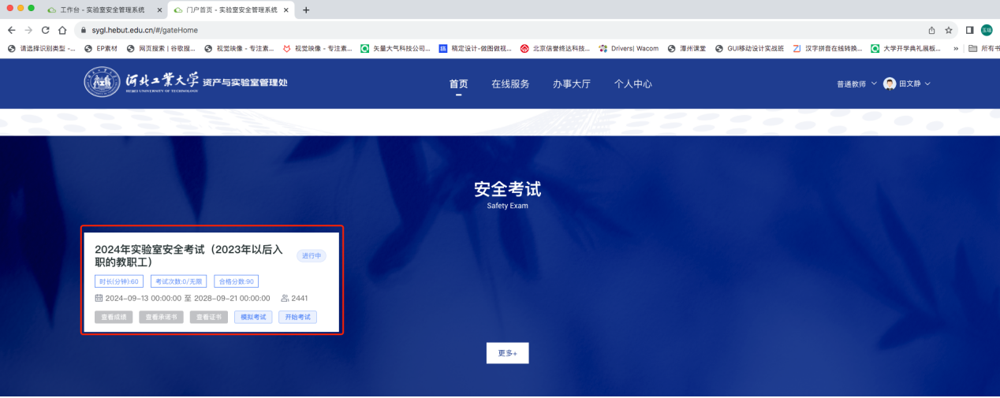 工作台 - 实验室安全管理系统
门户首页 - 实验室安全管理系统
sygl.hebut.edu.cn/#/gateHome
玉瑶
请选择识别类型 -...
EP素材
网页搜索 | 谷歌搜...
视觉映像 - 专注素...
视觉映像 - 专注素...
矢量大气科技公司...
稿定设计-做图做视...
北京信誉终达科技...
Drivers| Wacom
潭州课堂
GUI移动设计实战班
汉字拼音在线转换...
大学开学典礼展板...
»
所有书
河北工业大学
HEBEI UNIVERSITY OF TECHNOLOGY
资产与实验室管理处
首页
在线服务
办事大厅
个人中心
普通教师
田文静
安全考试
Safety Exam
2024年实验室安全考试（2023年以后入
职的教职工）
进行中
时长(分钟):60
考试次数:0/无限
合格分数:90
2024-09-13 00:00:00 至 2028-09-21 00:00:00
2441
查看成绩
查看承诺书
查看证书
模拟考试
开始考试
更多+